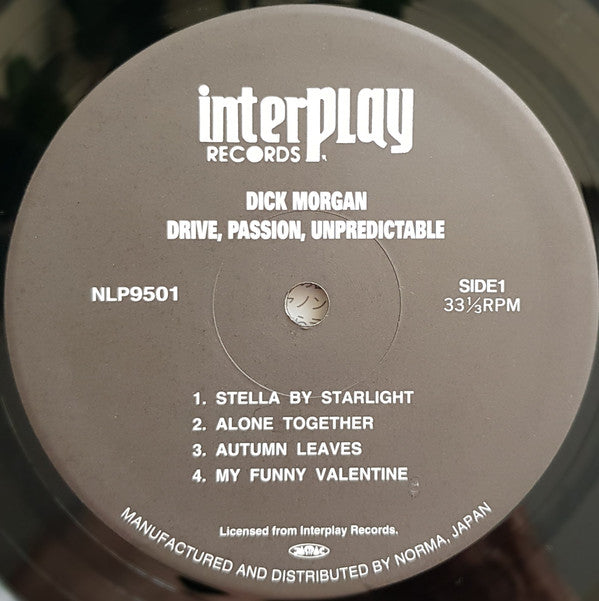 interplay
RECORDS
DICK MORGAN
DRIVE, PASSION, UNPREDICTABLE
NLP9501
SIDE1
33⅓RPM
1. STELLA BY STARLIGHT
2. ALONE TOGETHER
3. AUTUMN LEAVES
4. MY FUNNY VALENTINE
Licensed from Interplay Records.
MANUFACTURED AND DISTRIBUTED BY NORMA, JAPAN